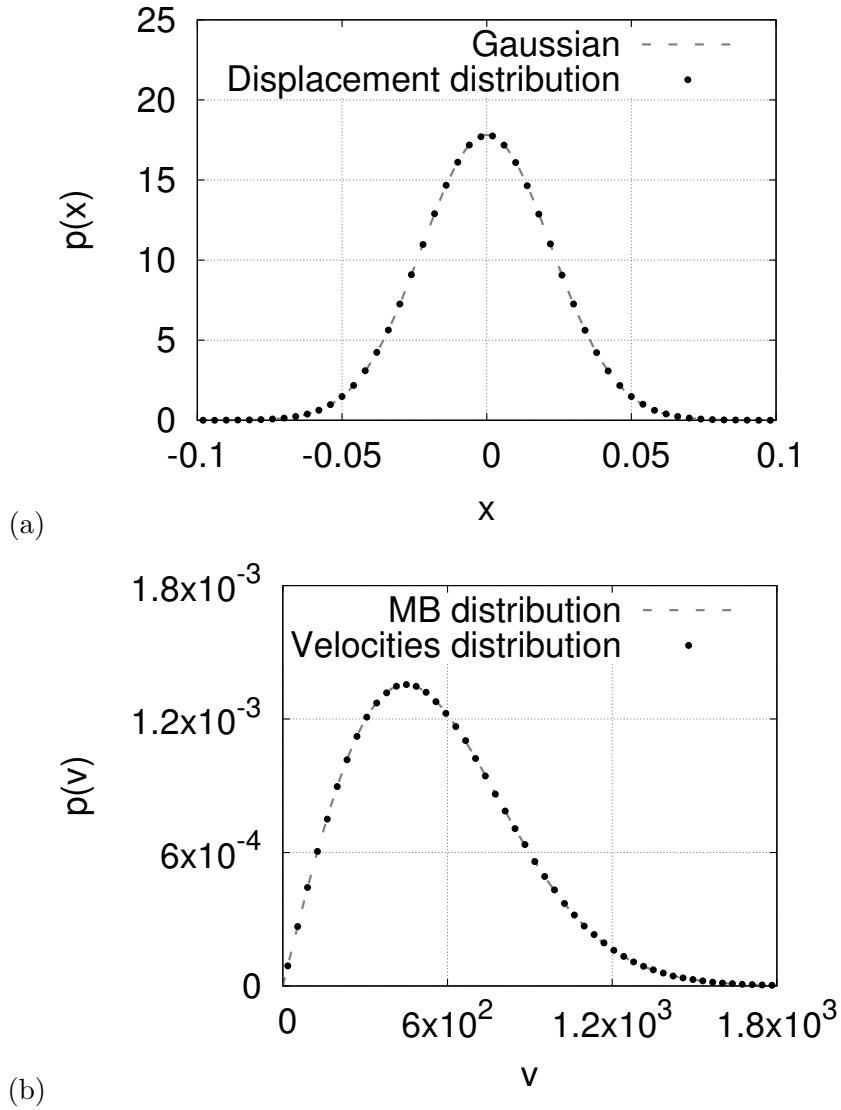 25
Gaussian
Displacement distribution
20
15
p(x)
10
5
0
-0.1 -0.05 0 0.05 0.1
x
(a)
1.8x10⁻³
MB distribution
Velocities distribution
1.2x10⁻³
p(v)
6x10⁻⁴
0
0 6x10² 1.2x10³ 1.8x10³
v
(b)